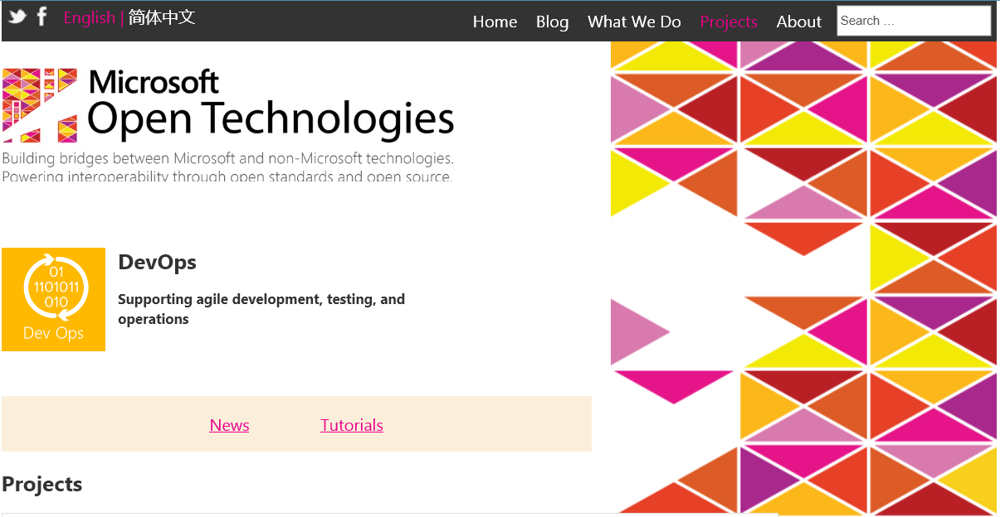 English | 简体中文
Home Blog What We Do Projects About Search ...
Microsoft
Open Technologies
Building bridges between Microsoft and non-Microsoft technologies.
Powering interoperability through open standards and open source.
01
1101011
010
Dev Ops
DevOps
Supporting agile development, testing, and
operations
News Tutorials
Projects